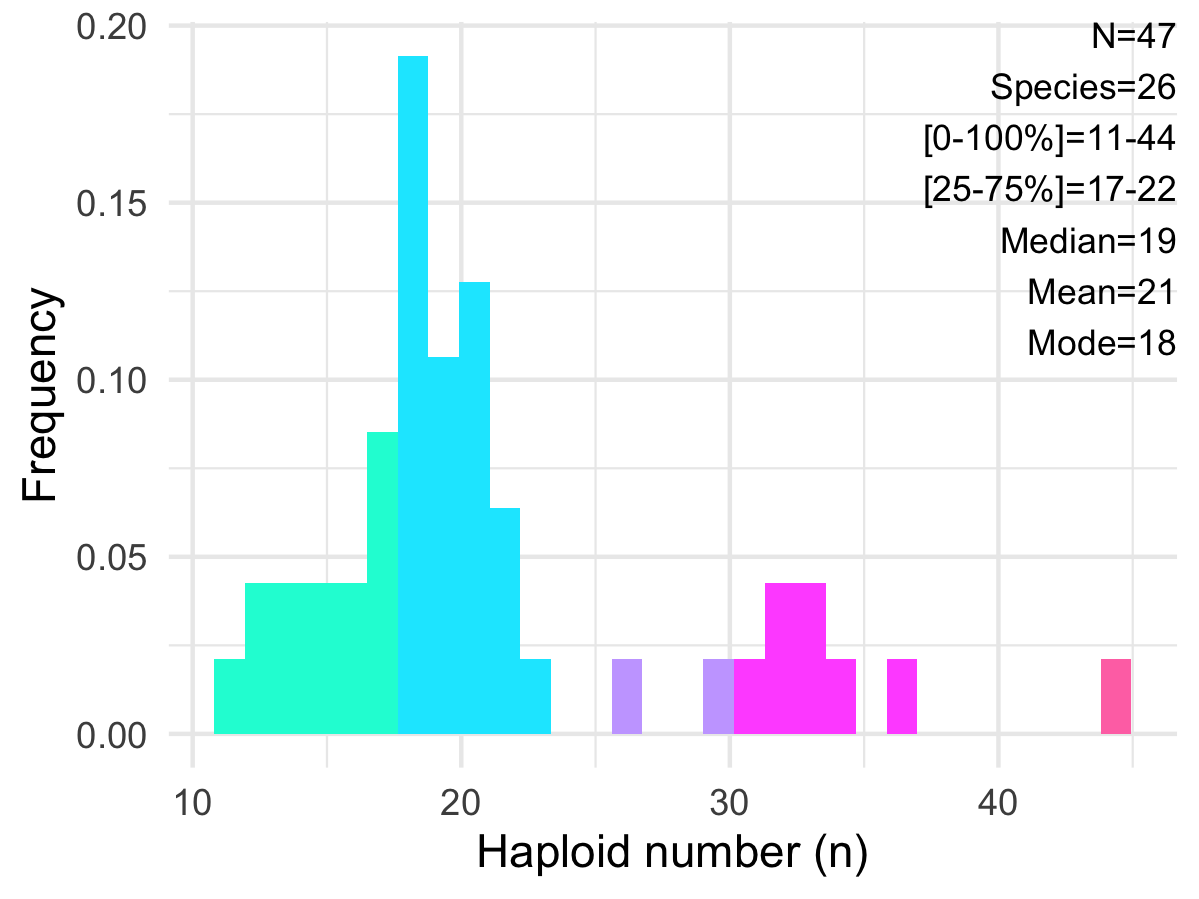 0.20
0.15
0.10
0.05
0.00
Frequency
N=47
Species=26
[0-100%]=11-44
[25-75%]=17-22
Median=19
Mean=21
Mode=18
10 20 30 40
Haploid number (n)